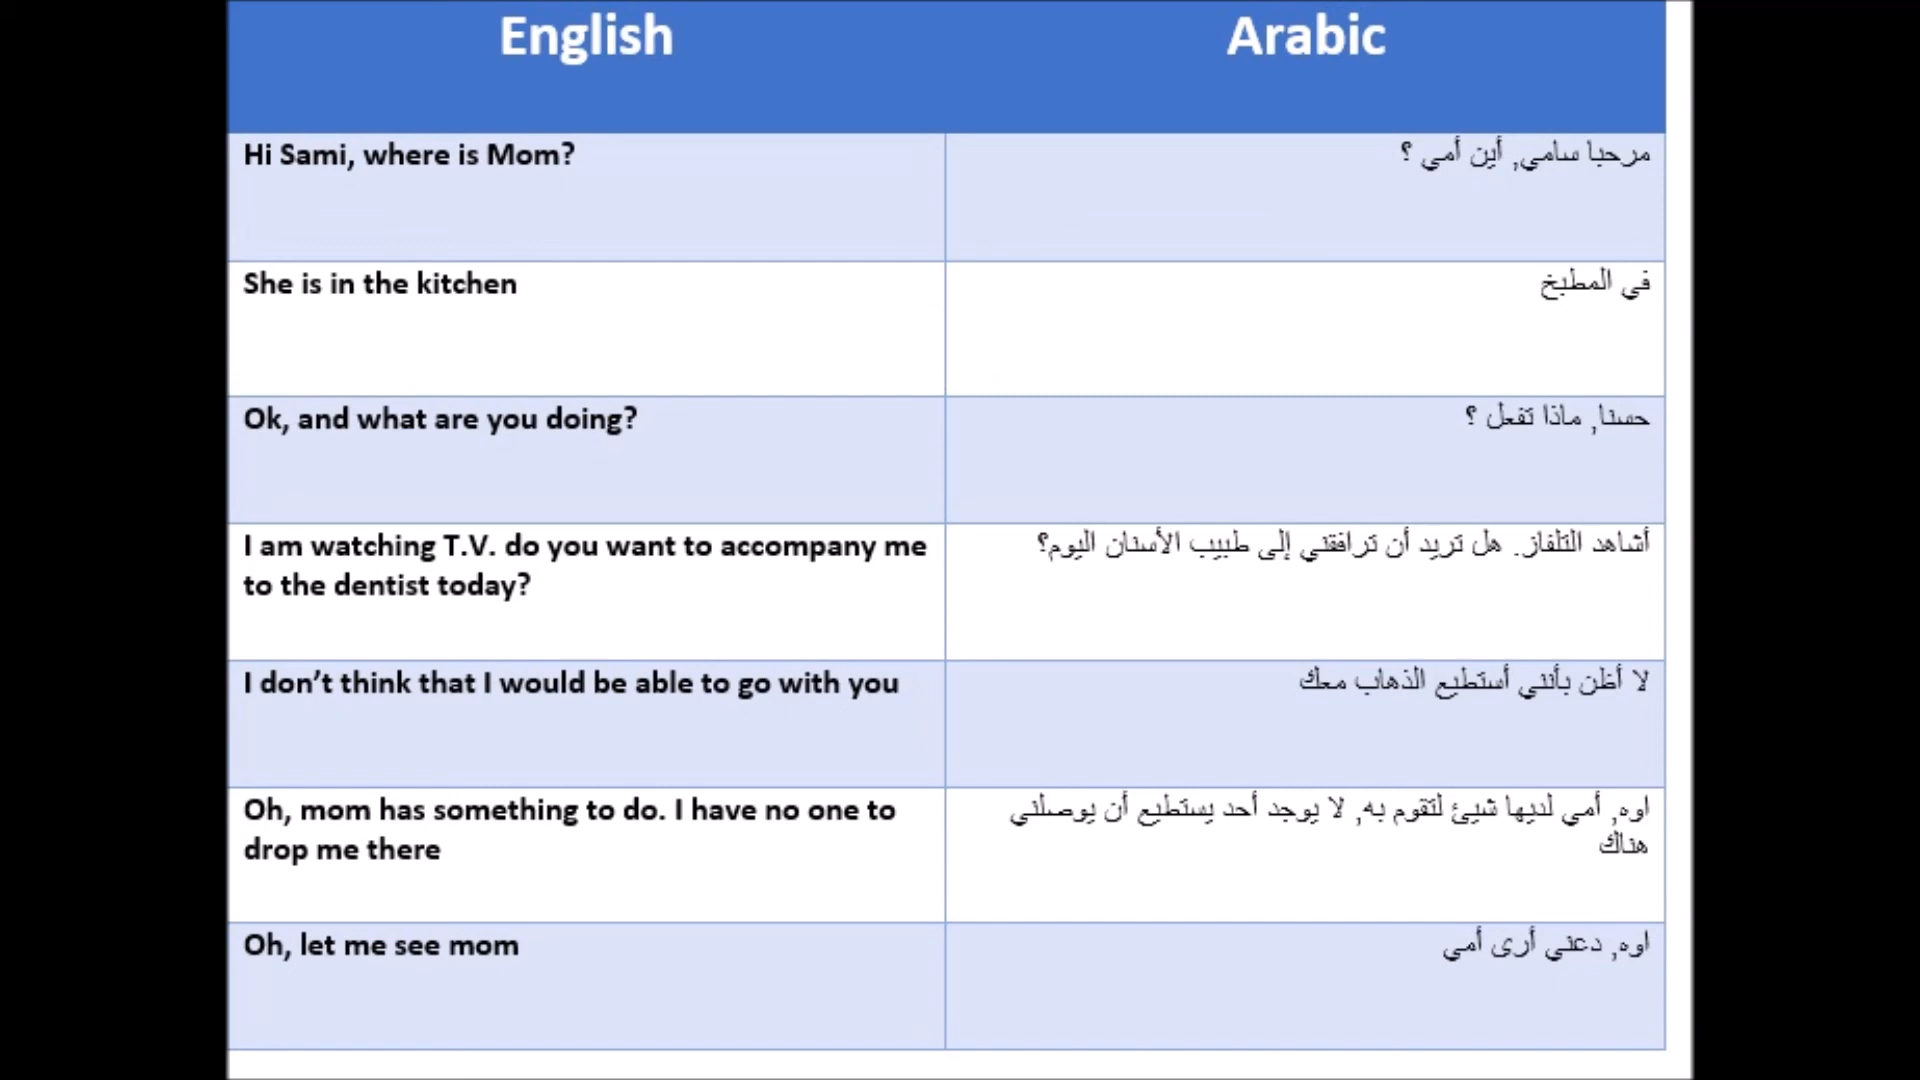 English
Arabic
Hi Sami, where is Mom?
مرحبا سامي, أين أمي ؟
She is in the kitchen
في المطبخ
Ok, and what are you doing?
حسنا, ماذا تفعل ؟
I am watching T.V. do you want to accompany me
to the dentist today?
أشاهد التلفاز. هل تريد أن ترافقني إلى طبيب الأسنان اليوم؟
I don’t think that I would be able to go with you
لا أظن بأنني أستطيع الذهاب معك
Oh, mom has something to do. I have no one to
drop me there
اوه, أمي لديها شيئ لتقوم به, لا يوجد أحد يستطيع أن يوصلني
هناك
Oh, let me see mom
اوه, دعني أرى أمي